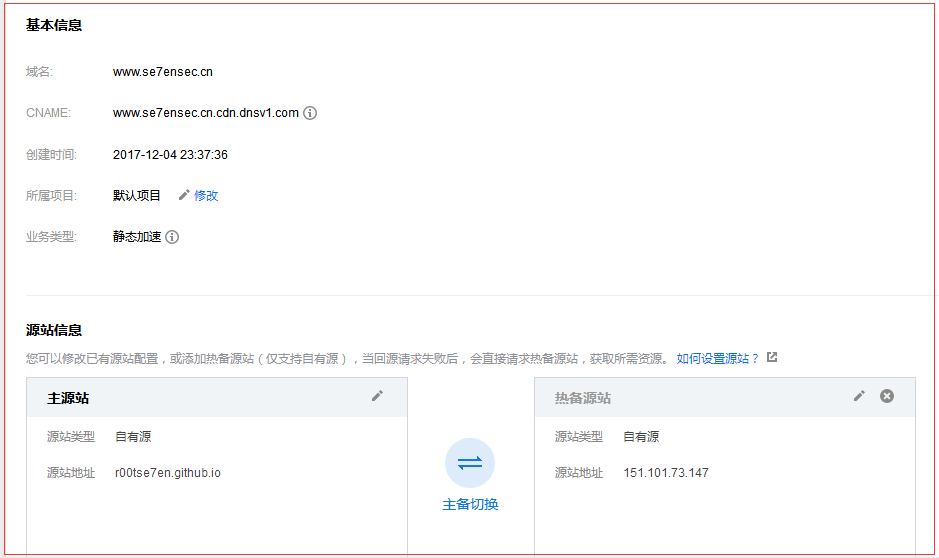 基本信息
域名: www.se7ensec.cn
CNAME: www.se7ensec.cn.cdn.dnsv1.com
创建时间: 2017-12-04 23:37:36
所属项目: 默认项目 修改
业务类型: 静态加速
源站信息
您可以修改已有源站配置，或添加热备源站（仅支持自有源），当回源请求失败后，会直接请求热备源站，获取所需资源。 如何设置源站？
主源站
源站类型 自有源
源站地址 r00tse7en.github.io
主备切换
热备源站
源站类型 自有源
源站地址 151.101.73.147